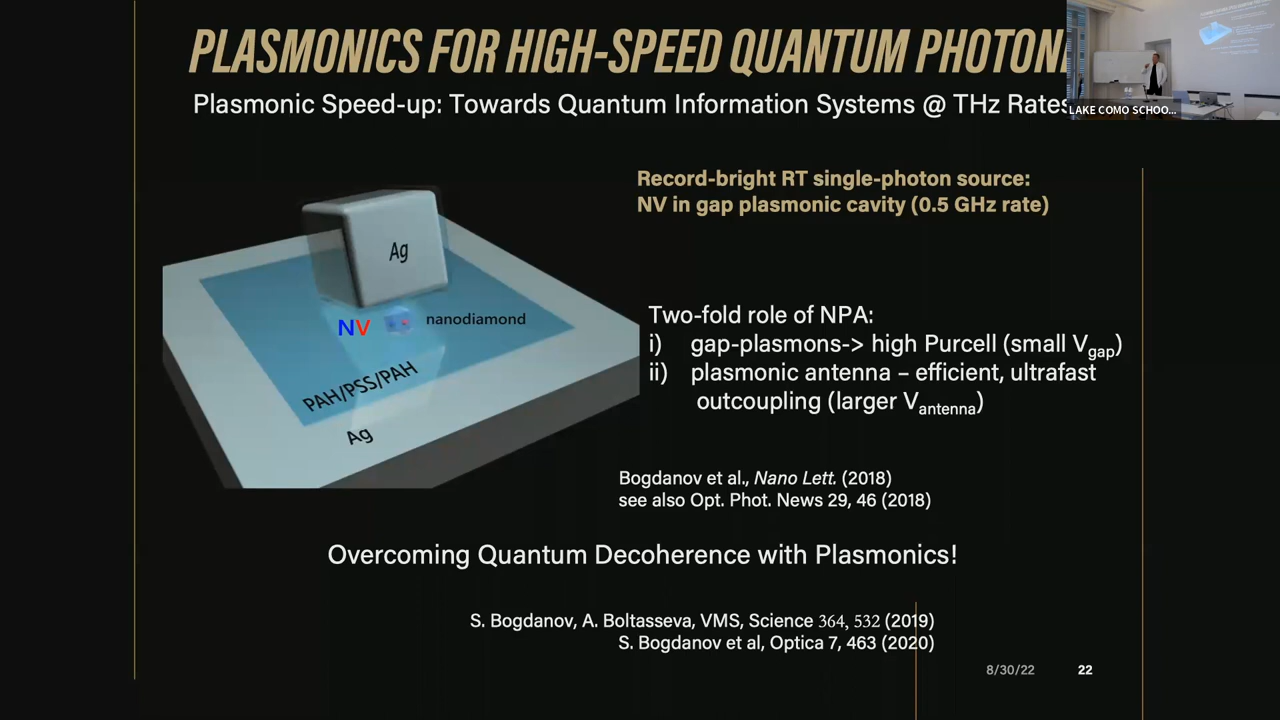 PLASMONICS FOR HIGH-SPEED QUANTUM PHOTON
Plasmonic Speed-up: Towards Quantum Information Systems @ THz Rates
LAKE COMO SCHOO...
Record-bright RT single-photon source:
NV in gap plasmonic cavity (0.5 GHz rate)
Ag
NV
nanodiamond
PAH/PSS/PAH
Ag
Two-fold role of NPA:
i) gap-plasmons-> high Purcell (small Vgap)
ii) plasmonic antenna – efficient, ultrafast
outcoupling (larger Vantenna)
Bogdanov et al., Nano Lett. (2018)
see also Opt. Phot. News 29, 46 (2018)
Overcoming Quantum Decoherence with Plasmonics!
S. Bogdanov, A. Boltasseva, VMS, Science 364, 532 (2019)
S. Bogdanov et al, Optica 7, 463 (2020)
8/30/22 22